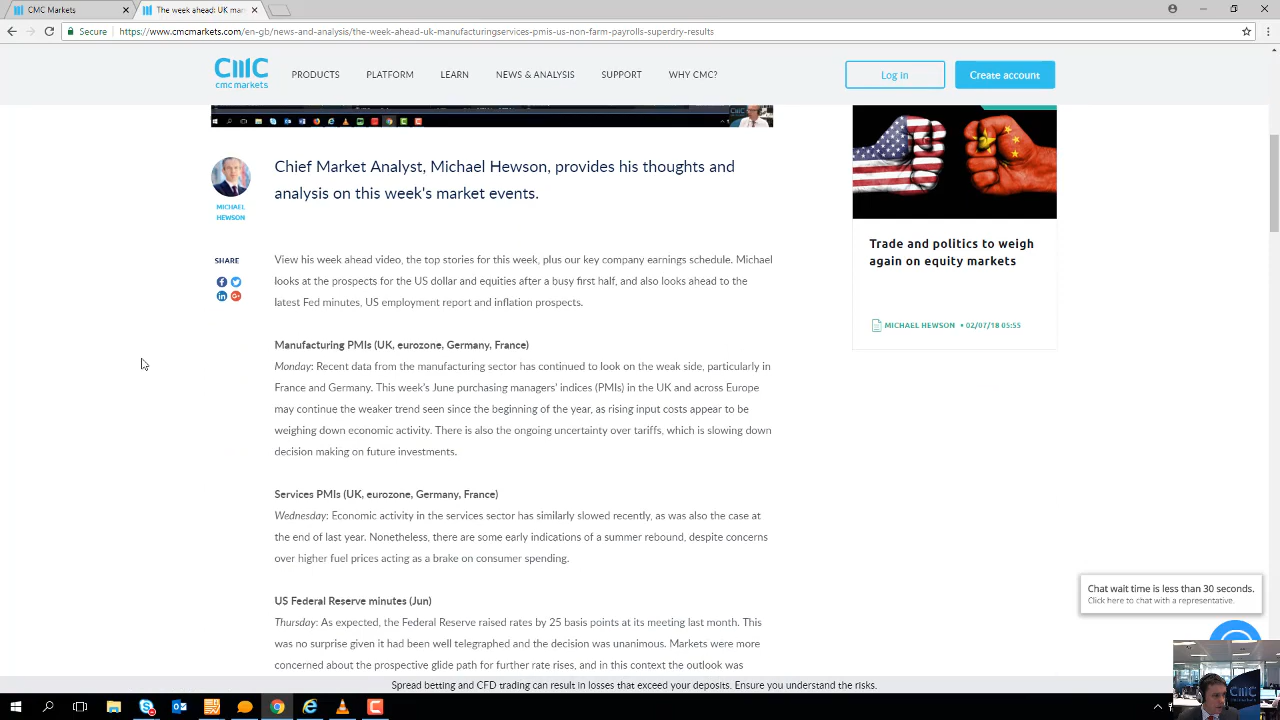 CMC Markets
The week ahead: UK man
Secure
https://www.cmcmarkets.com/en-gb/news-and-analysis/the-week-ahead-uk-manufacturingservices-pmis-us-non-farm-payrolls-superdry-results
cmc
cmc markets
PRODUCTS
PLATFORM
LEARN
NEWS & ANALYSIS
SUPPORT
WHY CMC?
Log in
Create account
Chief Market Analyst, Michael Hewson, provides his thoughts and
analysis on this week's market events.
MICHAEL
HEWSON
SHARE
View his week ahead video, the top stories for this week, plus our key company earnings schedule. Michael
looks at the prospects for the US dollar and equities after a busy first half, and also looks ahead to the
latest Fed minutes, US employment report and inflation prospects.
Manufacturing PMIs (UK, eurozone, Germany, France)
Monday: Recent data from the manufacturing sector has continued to look on the weak side, particularly in
France and Germany. This week's June purchasing managers' indices (PMIs) in the UK and across Europe
may continue the weaker trend seen since the beginning of the year, as rising input costs appear to be
weighing down economic activity. There is also the ongoing uncertainty over tariffs, which is slowing down
decision making on future investments.
Services PMIs (UK, eurozone, Germany, France)
Wednesday: Economic activity in the services sector has similarly slowed recently, as was also the case at
the end of last year. Nonetheless, there are some early indications of a summer rebound, despite concerns
over higher fuel prices acting as a brake on consumer spending.
US Federal Reserve minutes (Jun)
Thursday: As expected, the Federal Reserve raised rates by 25 basis points at its meeting last month. This
was no surprise given it had been well telegraphed and the decision was unanimous. Markets were more
concerned about the prospective glide path for further rate rises, and in this context the outlook was
Trade and politics to weigh
again on equity markets
MICHAEL HEWSON • 02/07/18 05:55
Chat wait time is less than 30 seconds.
Click here to chat with a representative.
Spread betting and CFD trading can result in losses that exceed your deposits. Ensure you understand the risks.